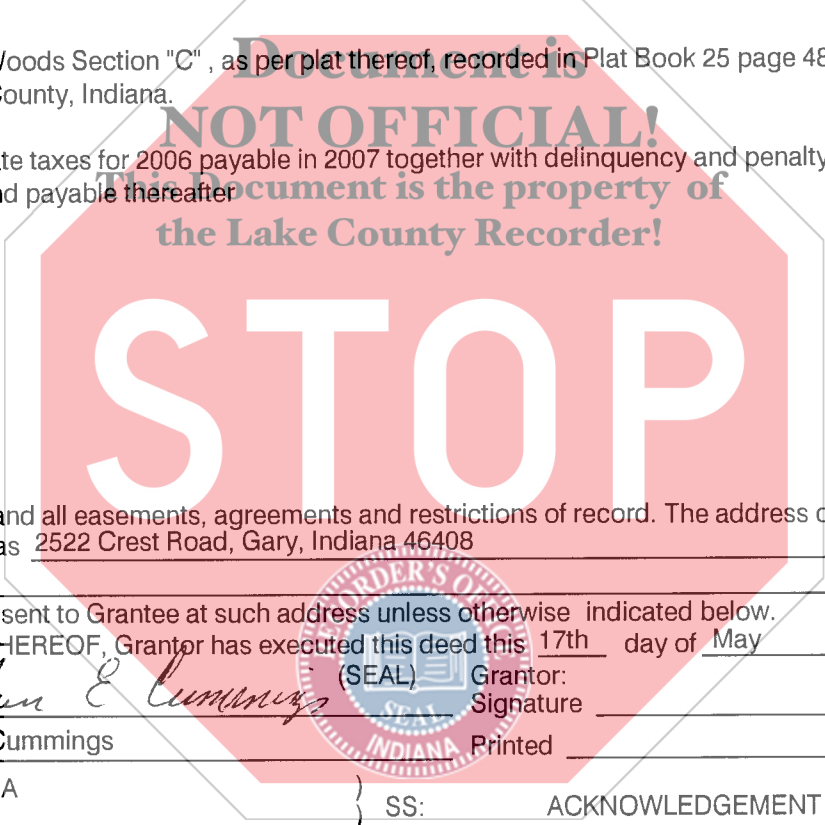 Woods Section "C" , as per plat thereof, recorded in Plat Book 25 page 48
County, Indiana.
Document is
NOT OFFICIAL!
This Document is the property of
the Lake County Recorder!
te taxes for 2006 payable in 2007 together with delinquency and penalty
nd payable thereafter
STOP
and all easements, agreements and restrictions of record. The address o
as 2522 Crest Road, Gary, Indiana 46408
sent to Grantee at such address unless otherwise indicated below.
HEREOF, Grantor has executed this deed this 17th day of May
E Cummings (SEAL) Grantor:
Signature
Cummings Printed
RECORDER'S OFFICE
SEAL
INDIANA
A
SS: ACKNOWLEDGEMENT